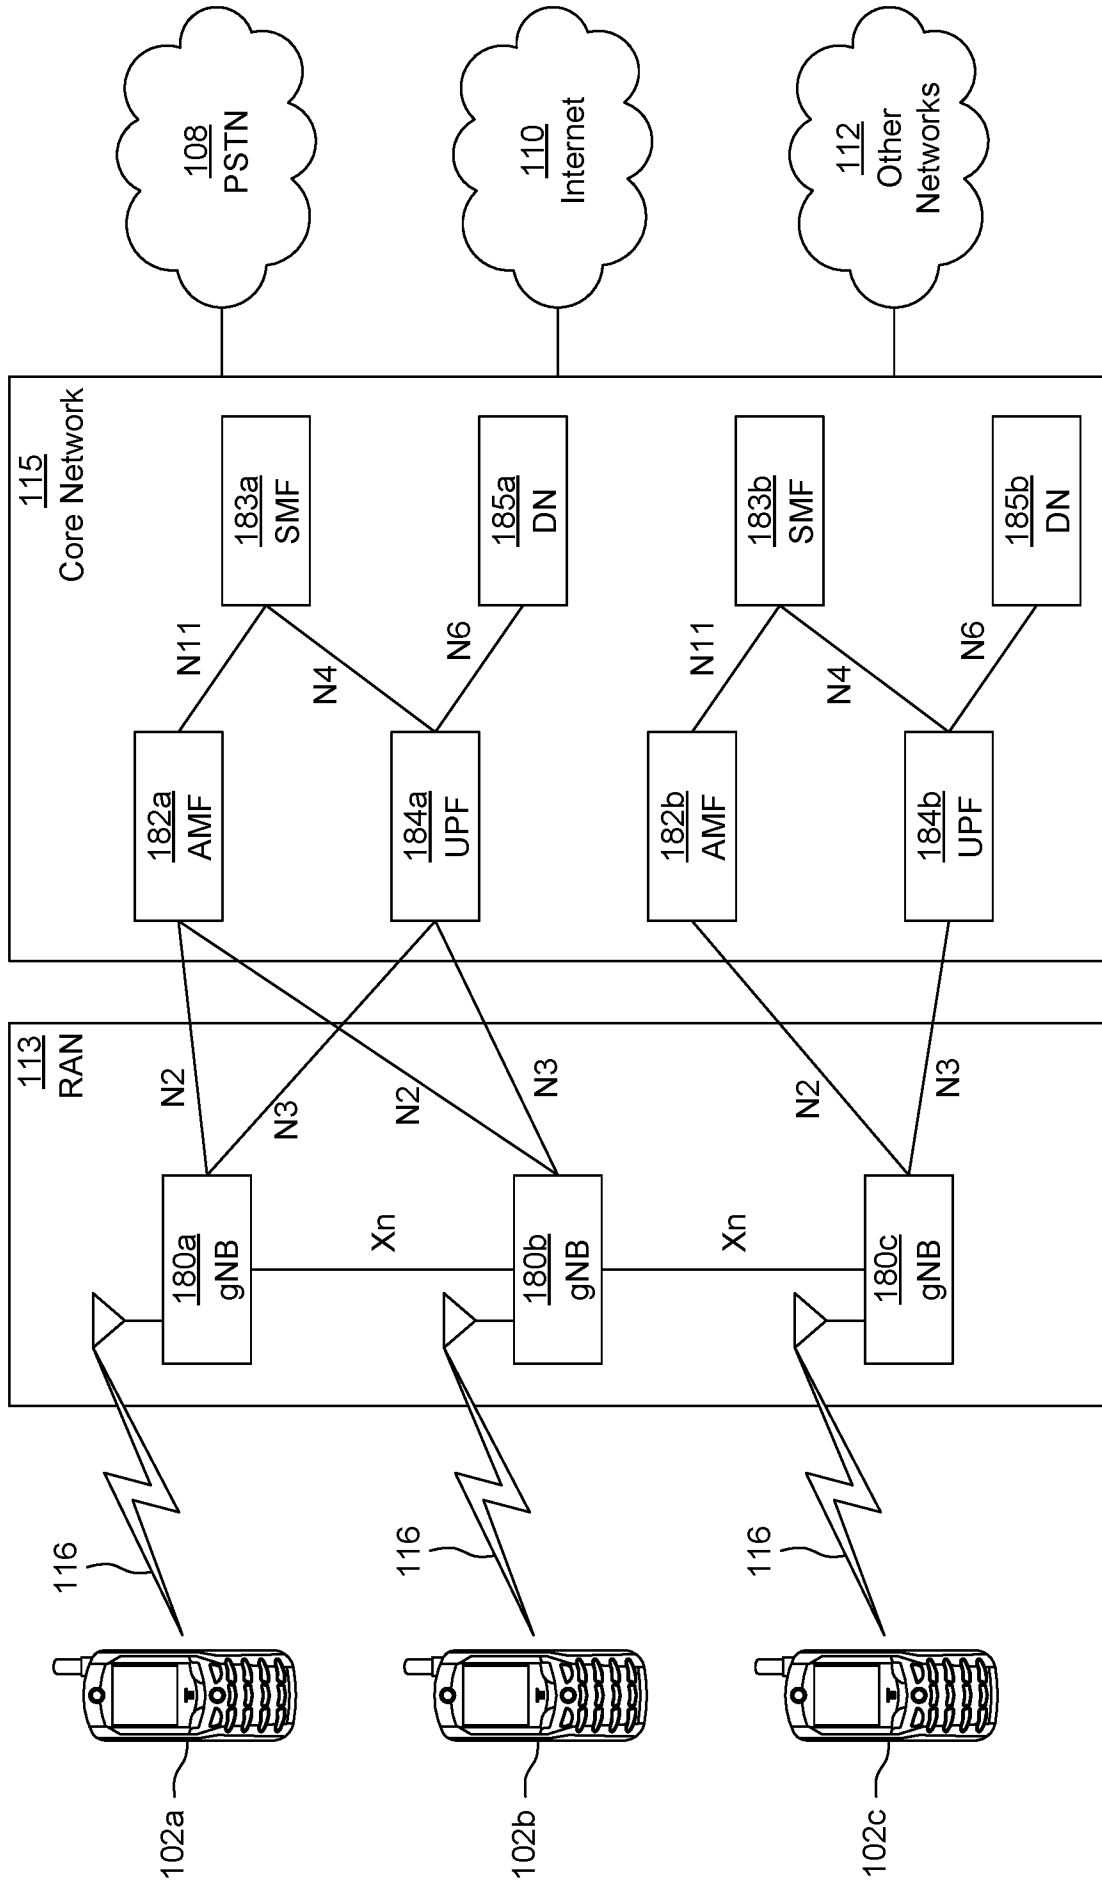 102a
116
113
RAN
180a
gNB
N2
N3
Xn
102b
116
180b
gNB
N2
N3
Xn
102c
116
180c
gNB
N2
N3
115
Core Network
182a
AMF
N11
183a
SMF
N4
184a
UPF
N6
185a
DN
182b
AMF
N11
183b
SMF
N4
184b
UPF
N6
185b
DN
108
PSTN
110
Internet
112
Other
Networks